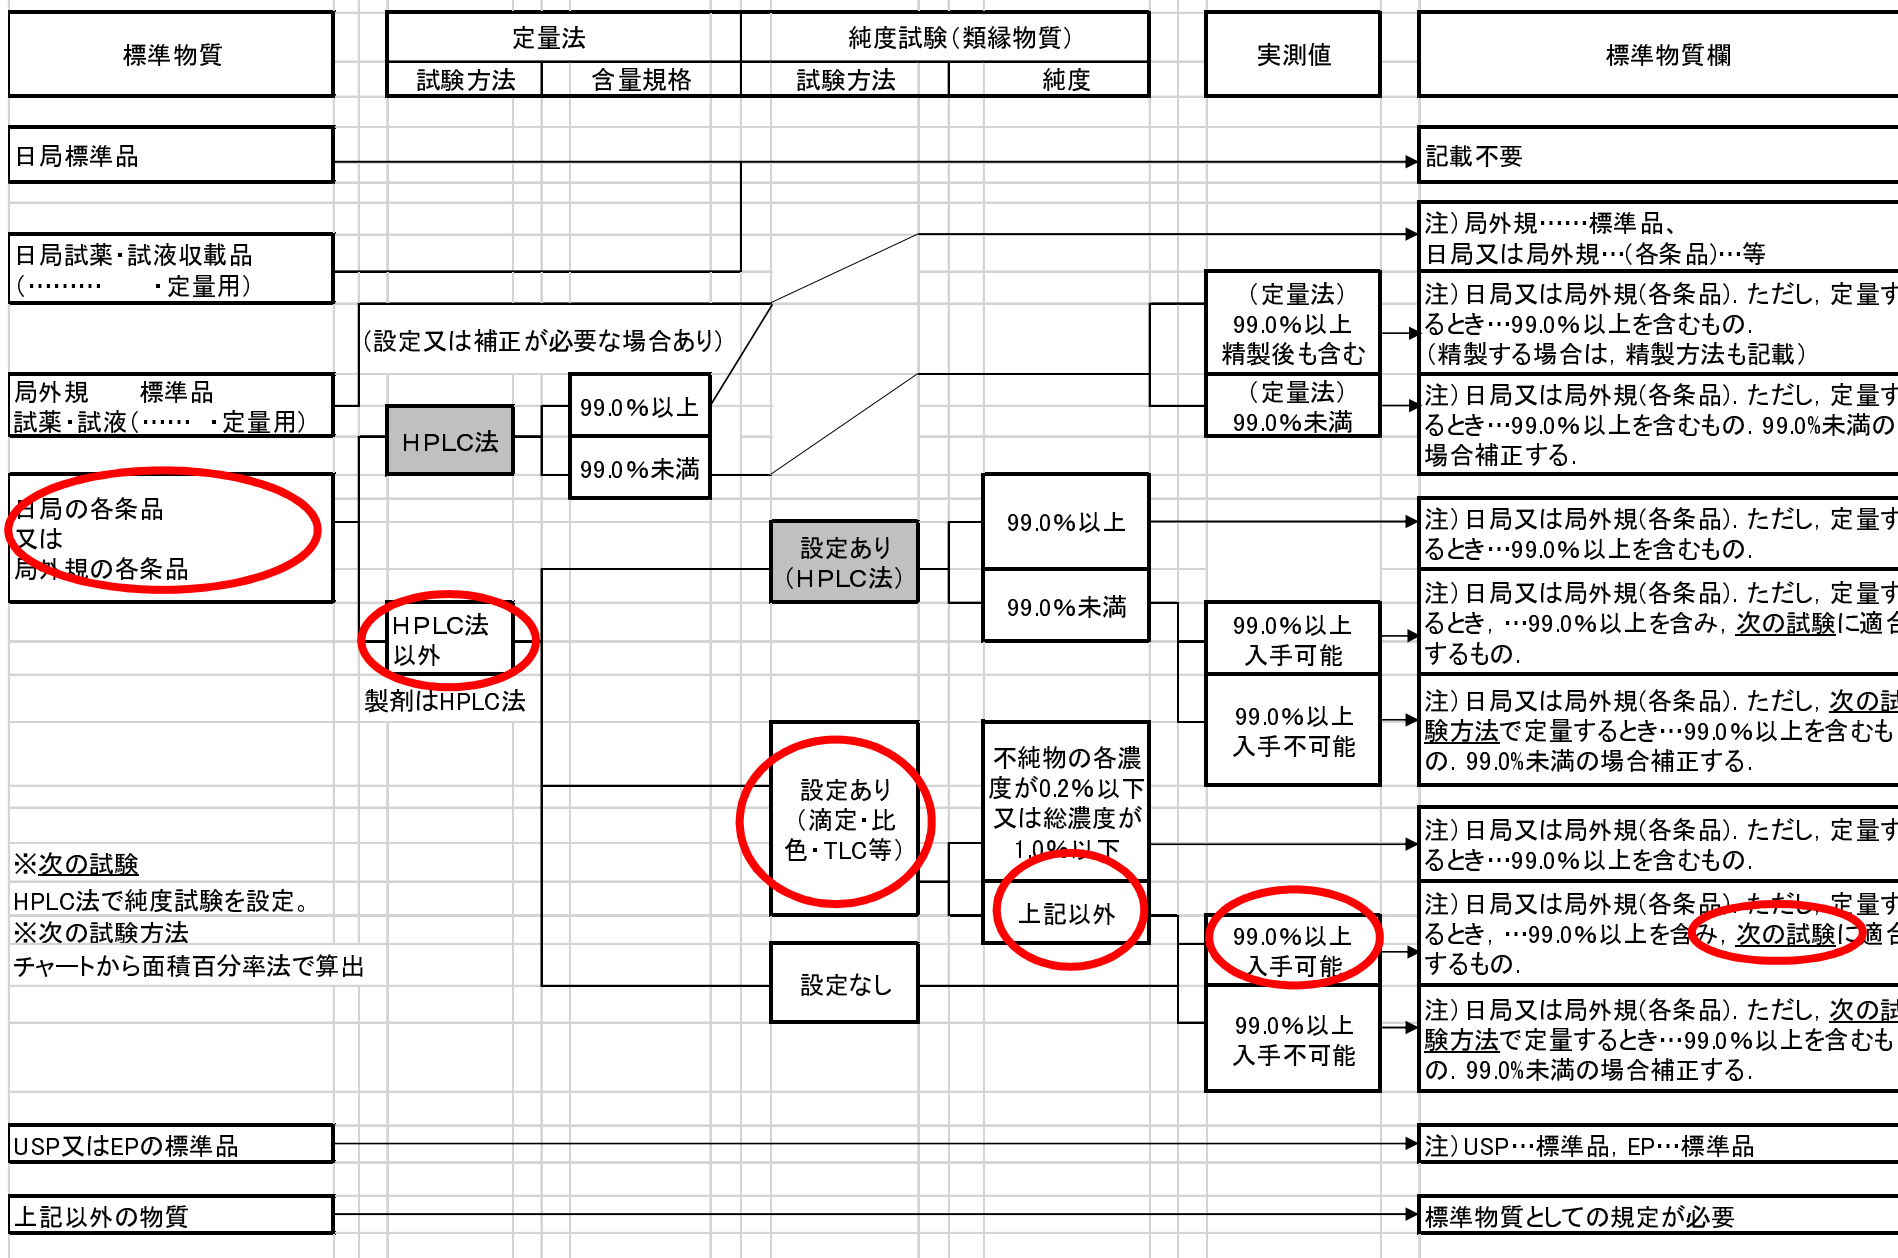 標準物質
定量法
純度試験（類縁物質）
実測値
標準物質欄
試験方法
含量規格
試験方法
純度
日局標準品
記載不要
日局試薬・試液収載品
（……… ・定量用）
注）局外規……標準品、
日局又は局外規…（各条品）…等
（設定又は補正が必要な場合あり）
（定量法）
99.0％以上
精製後も含む
注）日局又は局外規（各条品）．ただし，定量す
るとき…99.0％以上を含むもの．
（精製する場合は，精製方法も記載）
局外規 標準品
試薬・試液（…… ・定量用）
HPLC法
99.0％以上
99.0％未満
（定量法）
99.0％未満
注）日局又は局外規（各条品）．ただし，定量す
るとき…99.0％以上を含むもの．99.0％未満の
場合補正する．
日局の各条品
又は
局外規の各条品
設定あり
（HPLC法）
99.0％以上
注）日局又は局外規（各条品）．ただし，定量す
るとき…99.0％以上を含むもの．
99.0％未満
HPLC法
以外
製剤はHPLC法
99.0％以上
入手可能
注）日局又は局外規（各条品）．ただし，定量す
るとき，…99.0％以上を含み，次の試験に適合
するもの．
99.0％以上
入手不可能
注）日局又は局外規（各条品）．ただし，次の試
験方法で定量するとき…99.0％以上を含むも
の．99.0％未満の場合補正する．
設定あり
（滴定・比
色・TLC等）
不純物の各濃
度が0.2％以下
又は総濃度が
1.0％以下
注）日局又は局外規（各条品）．ただし，定量す
るとき…99.0％以上を含むもの．
※次の試験
HPLC法で純度試験を設定。
※次の試験方法
チャートから面積百分率法で算出
上記以外
99.0％以上
入手可能
注）日局又は局外規（各条品）．ただし，定量す
るとき，…99.0％以上を含み，次の試験に適合
するもの．
設定なし
99.0％以上
入手不可能
注）日局又は局外規（各条品）．ただし，次の試
験方法で定量するとき…99.0％以上を含むも
の．99.0％未満の場合補正する．
USP又はEPの標準品
注）USP…標準品，EP…標準品
上記以外の物質
標準物質としての規定が必要